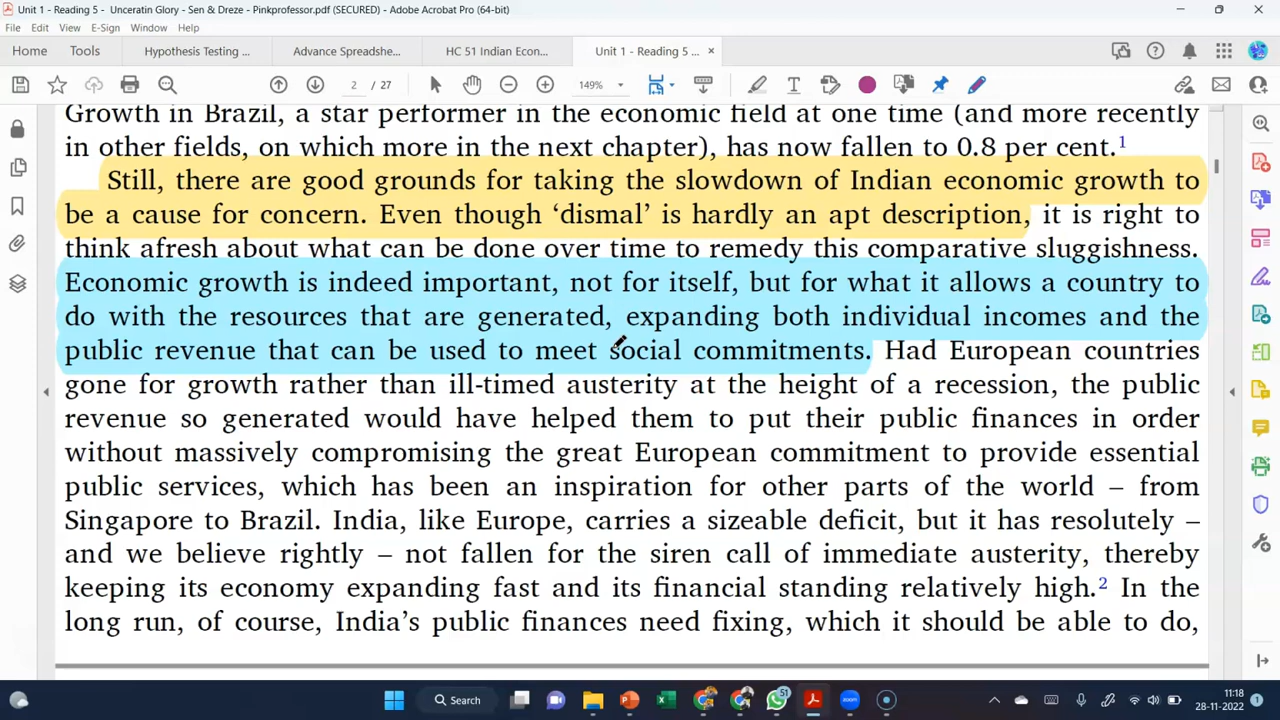 Unit 1 - Reading 5 - Unceratin Glory - Sen & Dreze - Pinkprofessor.pdf (SECURED) - Adobe Acrobat Pro (64-bit)
File Edit View E-Sign Window Help
Home Tools Hypothesis Testing ... Advance Spreadshe... HC 51 Indian Econ... Unit 1 - Reading 5 ... ×
2 / 27 149%
Growth in Brazil, a star performer in the economic field at one time (and more recently
in other fields, on which more in the next chapter), has now fallen to 0.8 per cent.1
Still, there are good grounds for taking the slowdown of Indian economic growth to
be a cause for concern. Even though ‘dismal’ is hardly an apt description, it is right to
think afresh about what can be done over time to remedy this comparative sluggishness.
Economic growth is indeed important, not for itself, but for what it allows a country to
do with the resources that are generated, expanding both individual incomes and the
public revenue that can be used to meet social commitments. Had European countries
gone for growth rather than ill-timed austerity at the height of a recession, the public
revenue so generated would have helped them to put their public finances in order
without massively compromising the great European commitment to provide essential
public services, which has been an inspiration for other parts of the world – from
Singapore to Brazil. India, like Europe, carries a sizeable deficit, but it has resolutely –
and we believe rightly – not fallen for the siren call of immediate austerity, thereby
keeping its economy expanding fast and its financial standing relatively high.2 In the
long run, of course, India’s public finances need fixing, which it should be able to do,
Search 51 11:18
28-11-2022